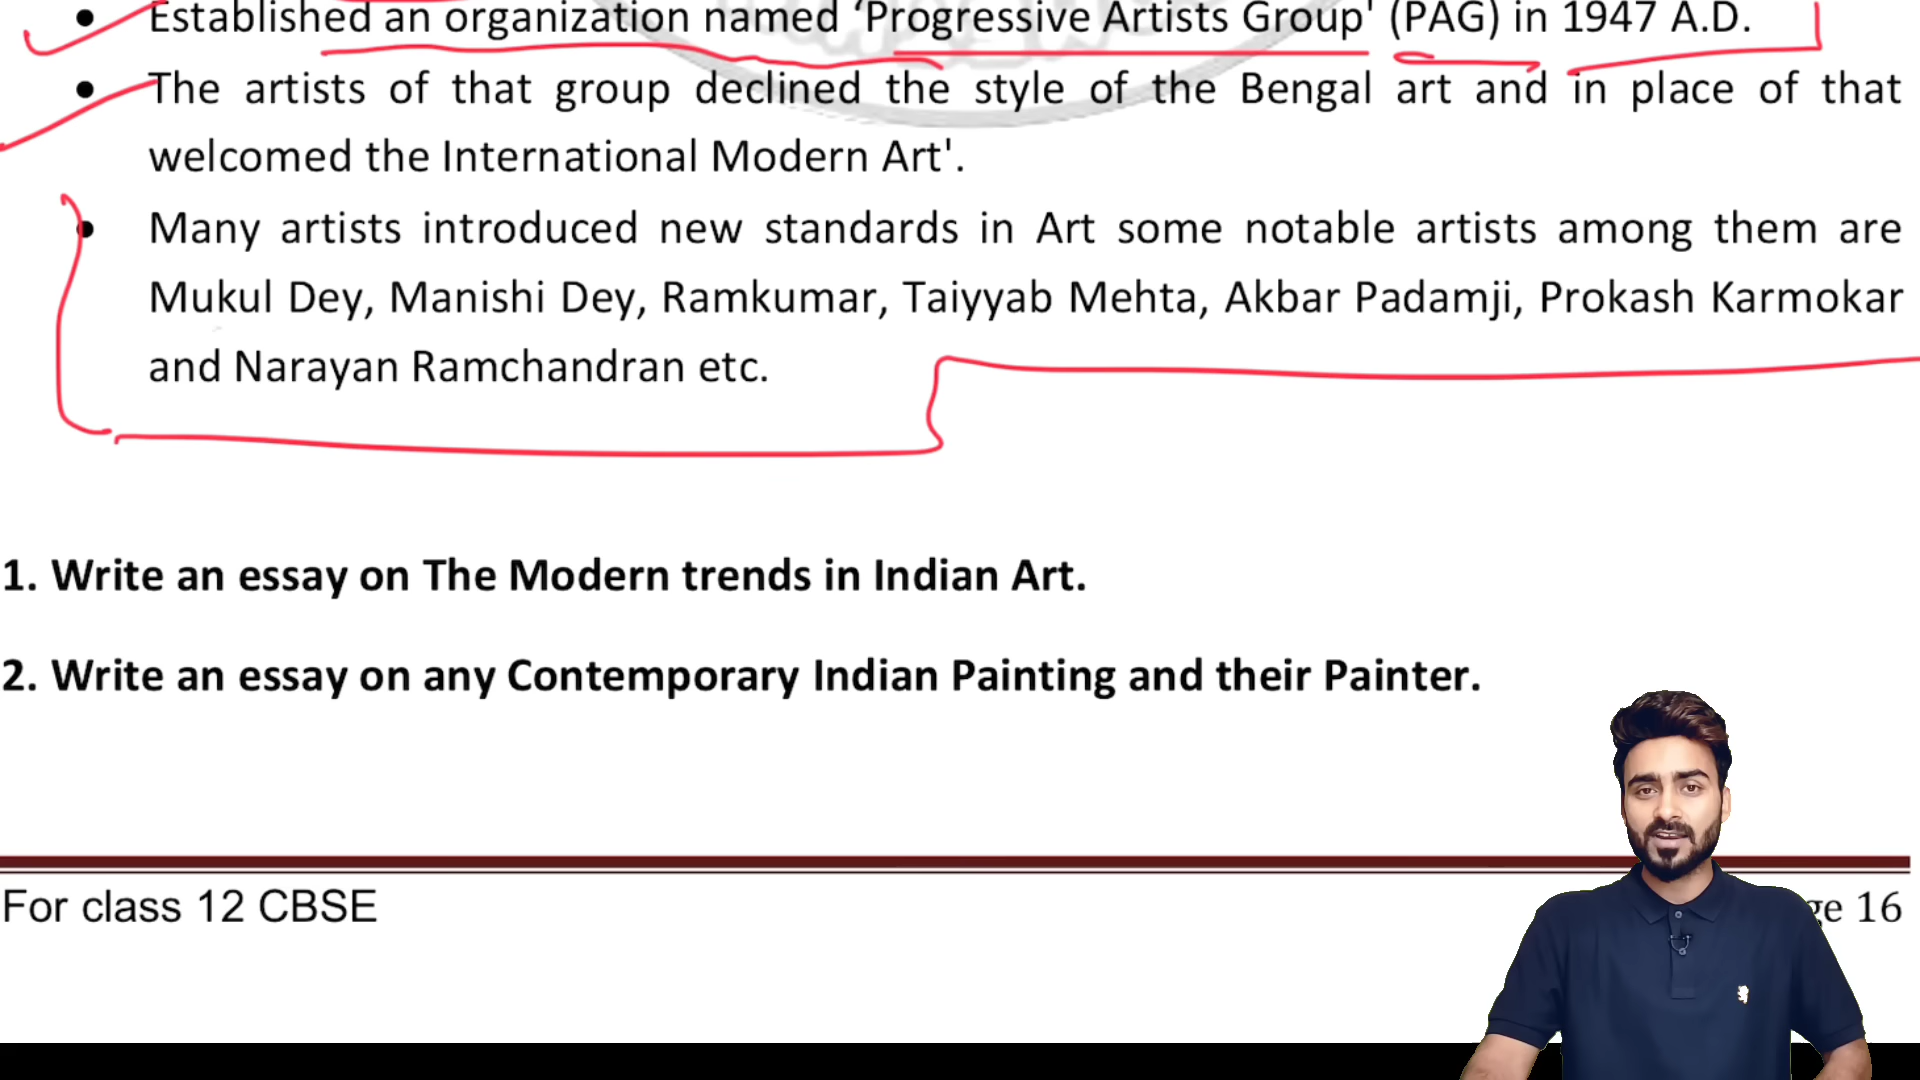 • Established an organization named ‘Progressive Artists Group' (PAG) in 1947 A.D.
• The artists of that group declined the style of the Bengal art and in place of that
welcomed the International Modern Art'.
• Many artists introduced new standards in Art some notable artists among them are
Mukul Dey, Manishi Dey, Ramkumar, Taiyyab Mehta, Akbar Padamji, Prokash Karmokar
and Narayan Ramchandran etc.
1. Write an essay on The Modern trends in Indian Art.
2. Write an essay on any Contemporary Indian Painting and their Painter.
For class 12 CBSE
16